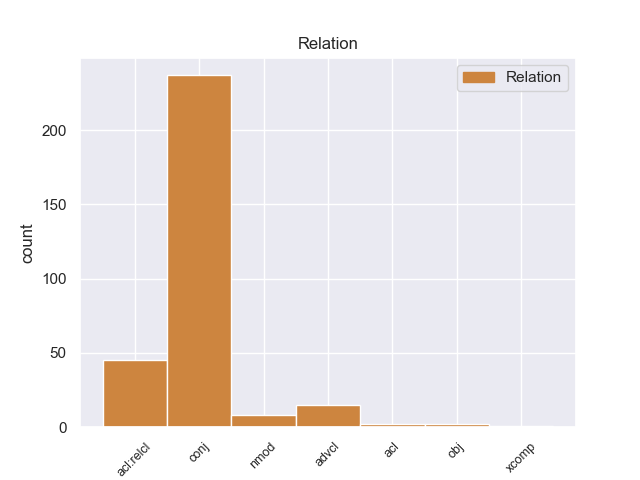 Relation
Relation
count
200
150
100
50
0
acl:relcl
conj
nmod
advcl
acl
obj
xcomp